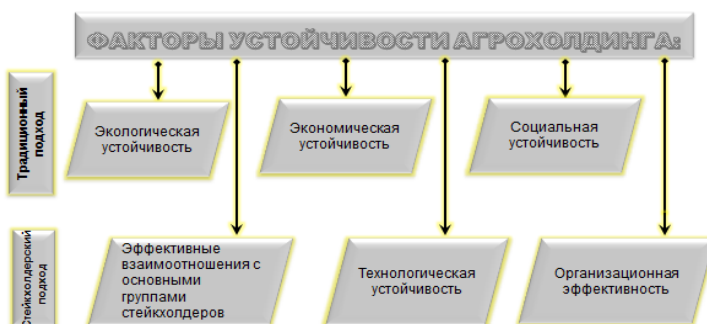 ФАКТОРЫ УСТОЙЧИВОСТИ АГРОХОЛДИНГА:
Традиционный
подход
Экологическая
устойчивость
Экономическая
устойчивость
Социальная
устойчивость
Стейкхолдерский
подход
Эффективные
взаимоотношения с
основными
группами
стейкхолдеров
Технологическая
устойчивость
Организационная
эффективность